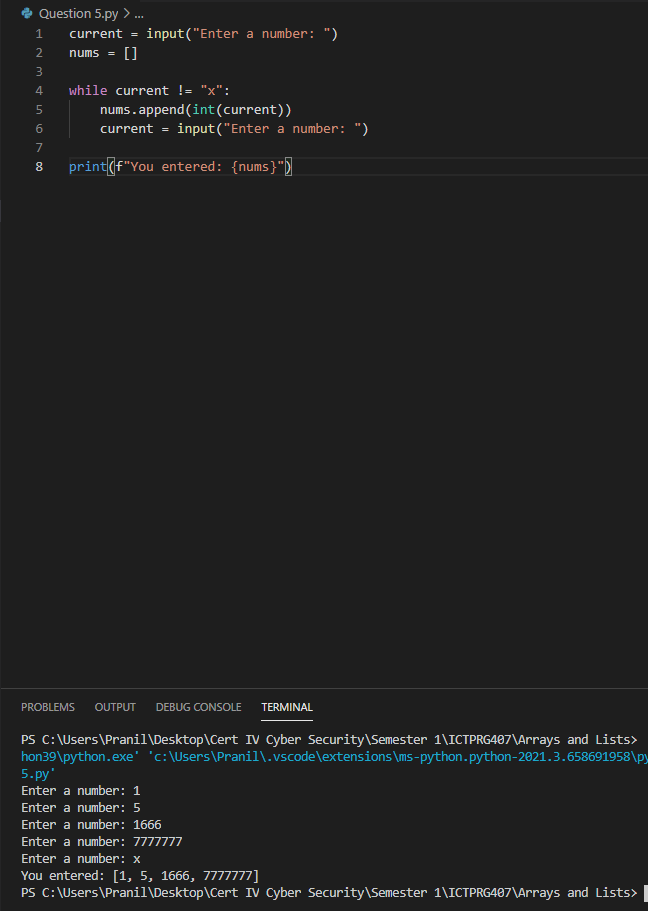 Question 5.py > ...
1 current = input("Enter a number: ")
2 nums = []
3
4 while current != "x":
5     nums.append(int(current))
6     current = input("Enter a number: ")
7
8 print(f"You entered: {nums}")
PROBLEMS OUTPUT DEBUG CONSOLE TERMINAL
PS C:\Users\Pranil\Desktop\Cert IV Cyber Security\Semester 1\ICTPRG407\Arrays and Lists>
hon39\python.exe' 'c:\Users\Pranil\.vscode\extensions\ms-python.python-2021.3.658691958\py
5.py'
Enter a number: 1
Enter a number: 5
Enter a number: 1666
Enter a number: 7777777
Enter a number: x
You entered: [1, 5, 1666, 7777777]
PS C:\Users\Pranil\Desktop\Cert IV Cyber Security\Semester 1\ICTPRG407\Arrays and Lists>